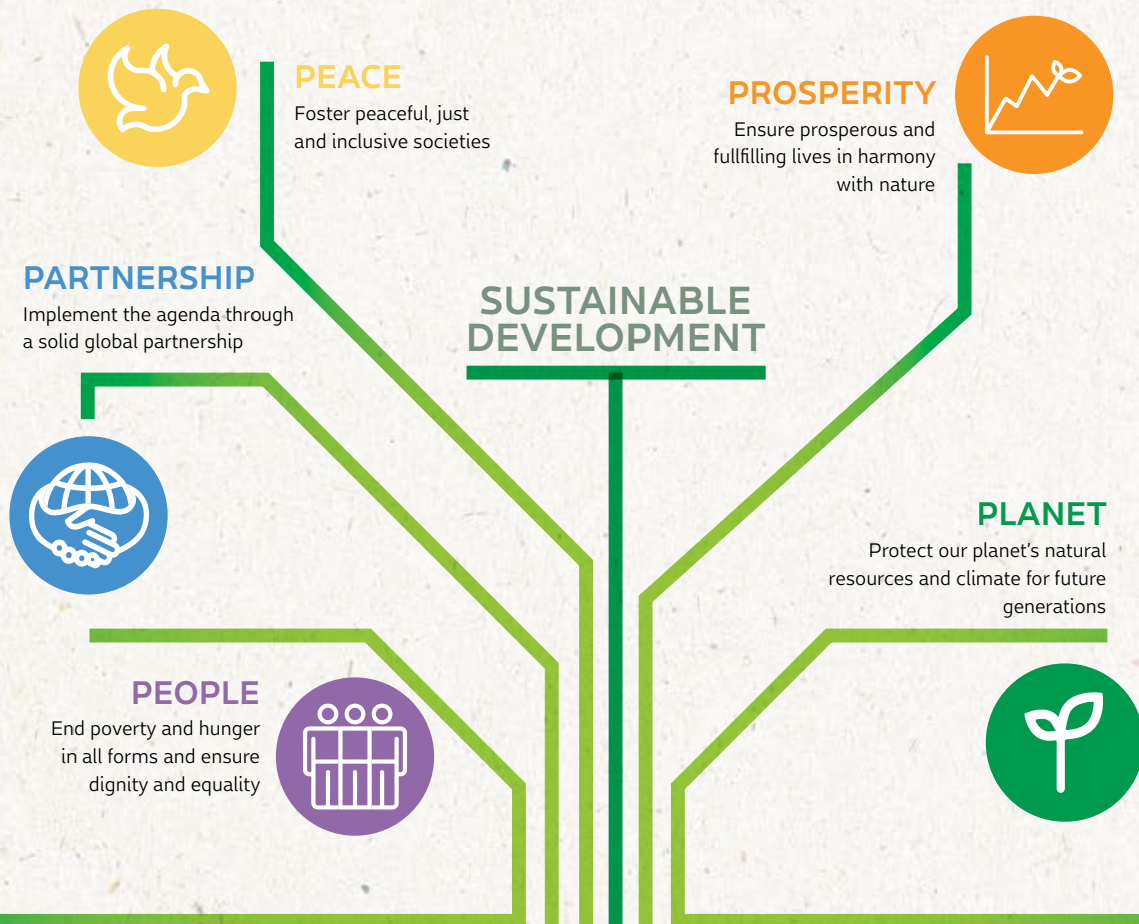 PEACE
Foster peaceful, just
and inclusive societies
PROSPERITY
Ensure prosperous and
fullfilling lives in harmony
with nature
PARTNERSHIP
Implement the agenda through
a solid global partnership
SUSTAINABLE
DEVELOPMENT
PLANET
Protect our planet’s natural
resources and climate for future
generations
PEOPLE
End poverty and hunger
in all forms and ensure
dignity and equality